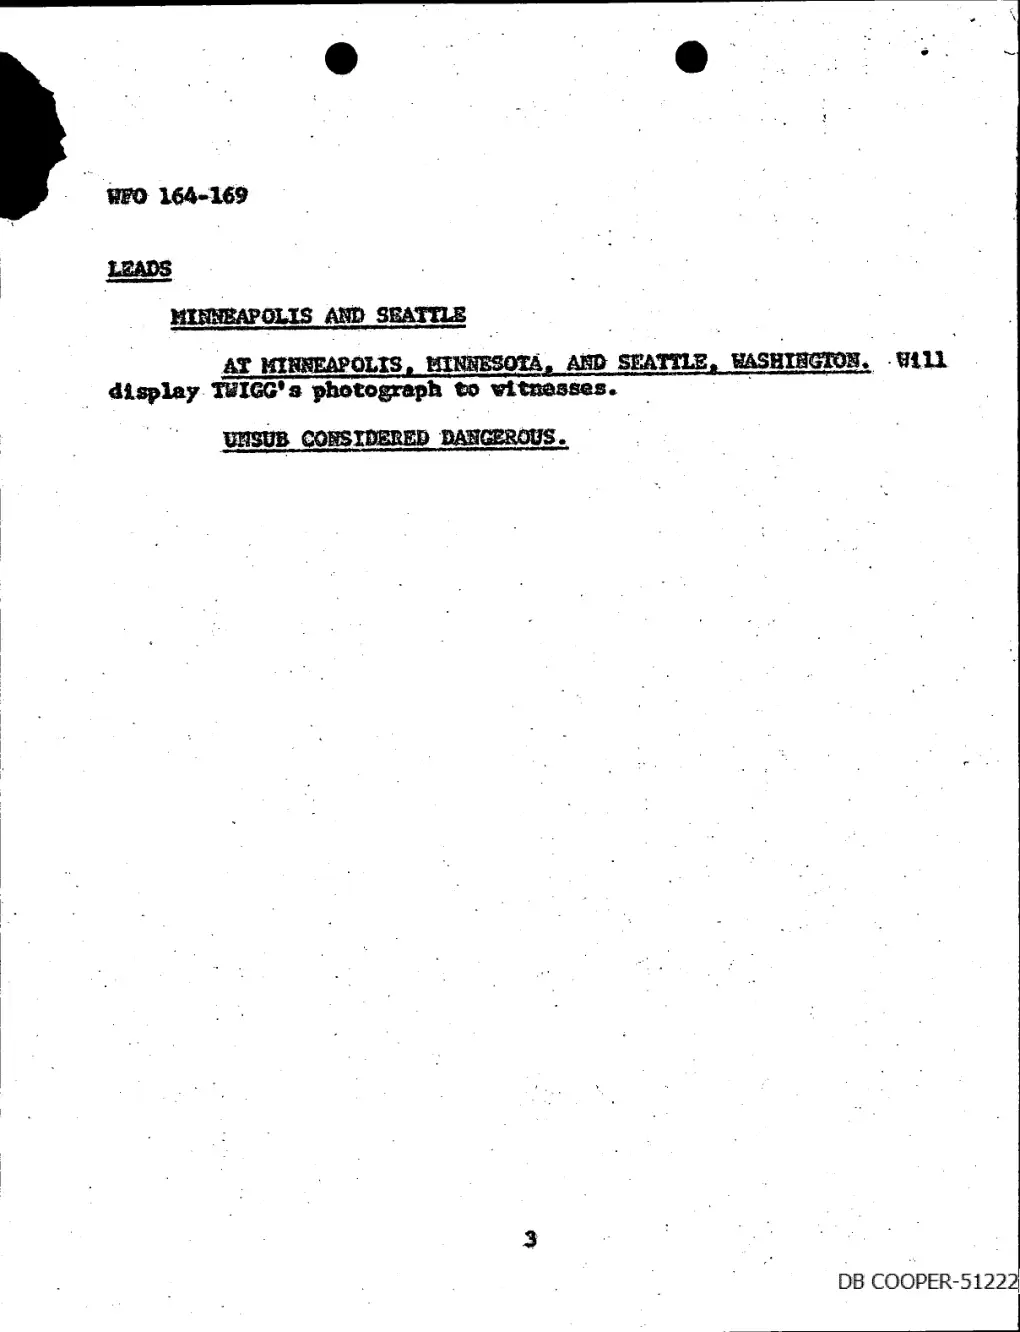 WFO 164-169
LEADS
MINNEAPOLIS AND SEATTLE
AT MINNEAPOLIS, MINNESOTA, AND SEATTLE, WASHINGTON. Will
display TWIGG's photograph to witnesses.
UNSUB CONSIDERED DANGEROUS.
3
DB COOPER-51222